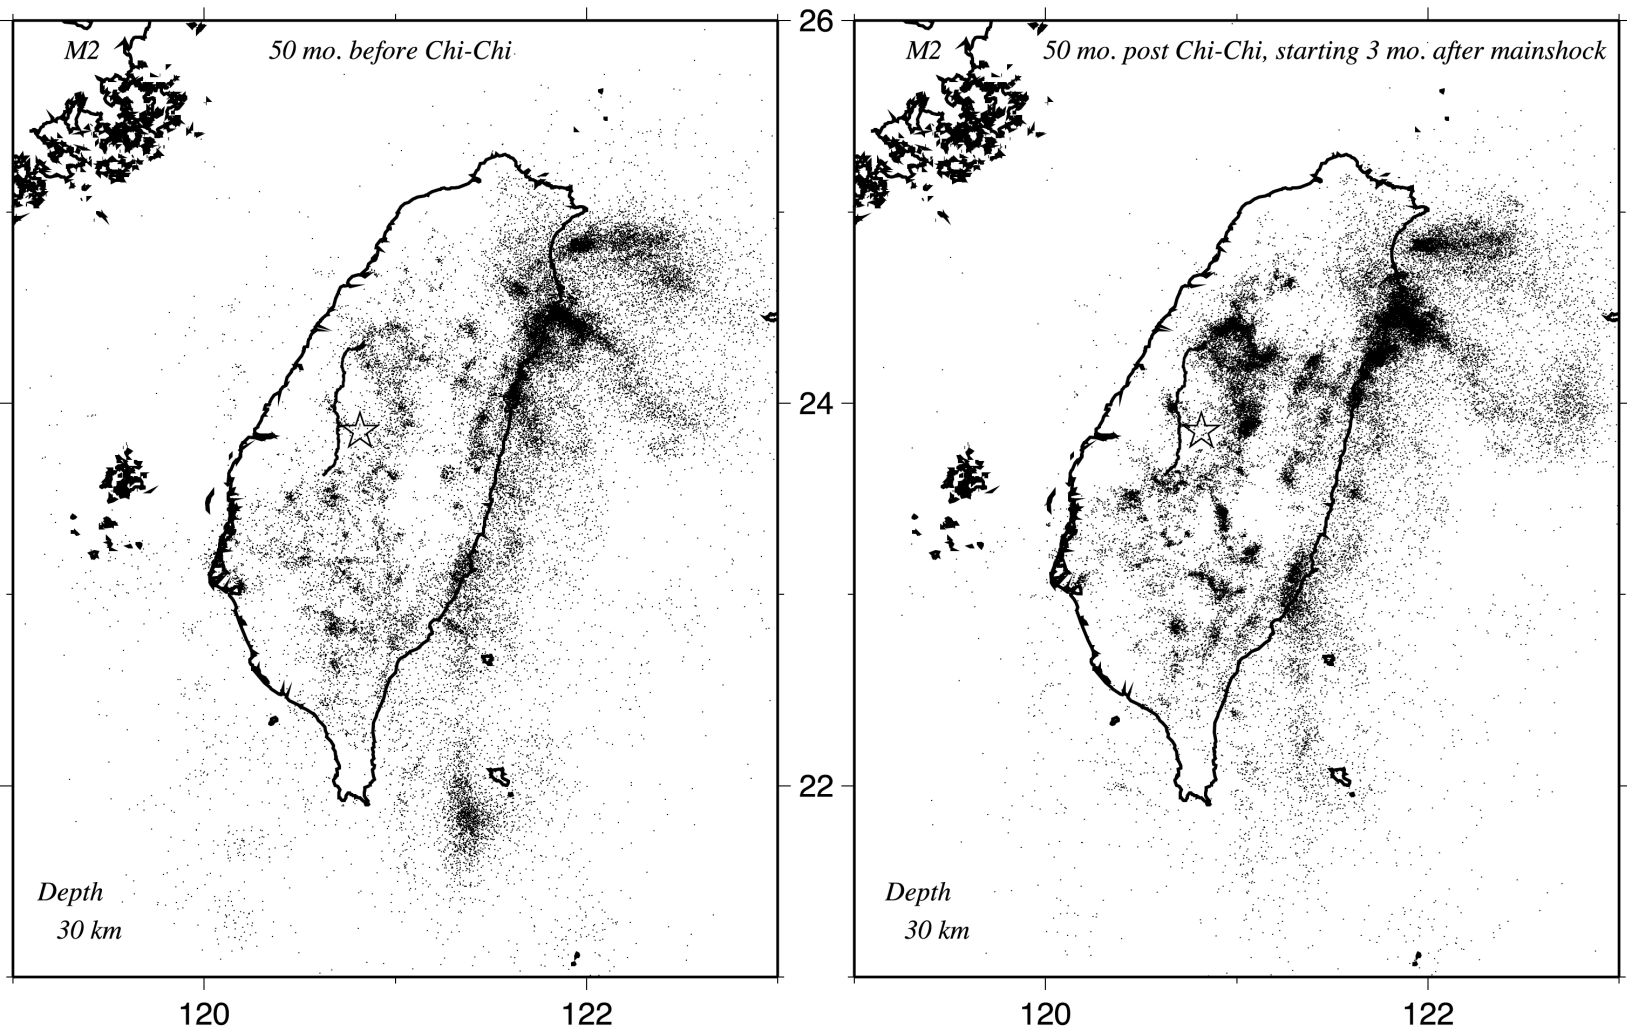 M2 50 mo. before Chi-Chi
26
M2 50 mo. post Chi-Chi, starting 3 mo. after mainshock
24
22
Depth
30 km
Depth
30 km
120 122
120 122